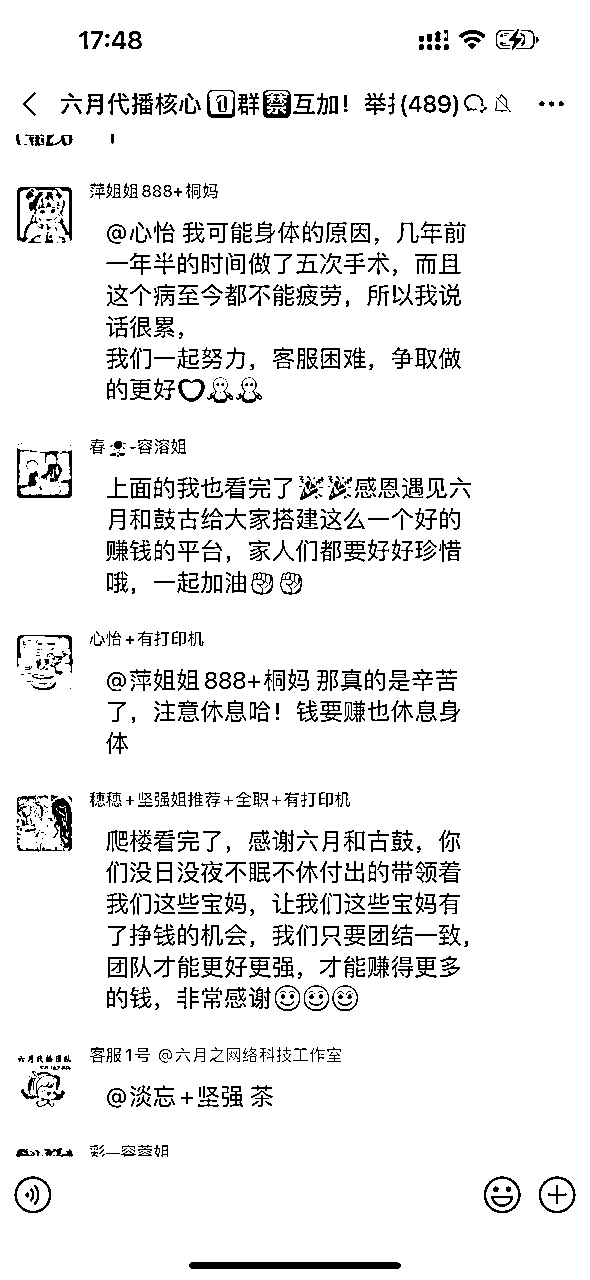 17:48
六月代播核心1群禁互加！举扌(489)
萍姐姐888+桐妈
@心怡 我可能身体的原因，几年前
一年半的时间做了五次手术，而且
这个病至今都不能疲劳，所以我说
话很累，
我们一起努力，客服困难，争取做
的更好
春🌹-容溶姐
上面的我也看完了🎉🎉感恩遇见六
月和鼓古给大家搭建这么一个好的
赚钱的平台，家人们都要好好珍惜
哦，一起加油✊✊
心怡+有打印机
@萍姐姐888+桐妈 那真的是辛苦
了，注意休息哈！钱要赚也休息身
体
穗穗+坚强姐推荐+全职+有打印机
爬楼看完了，感谢六月和古鼓，你
们没日没夜不眠不休付出的带领着
我们这些宝妈，让我们这些宝妈有
了挣钱的机会，我们只要团结一致，
团队才能更好更强，才能赚得更多
的钱，非常感谢
六月代播团队
客服1号 @六月之网络科技工作室
@淡忘+坚强 茶
彩—容蓉姐